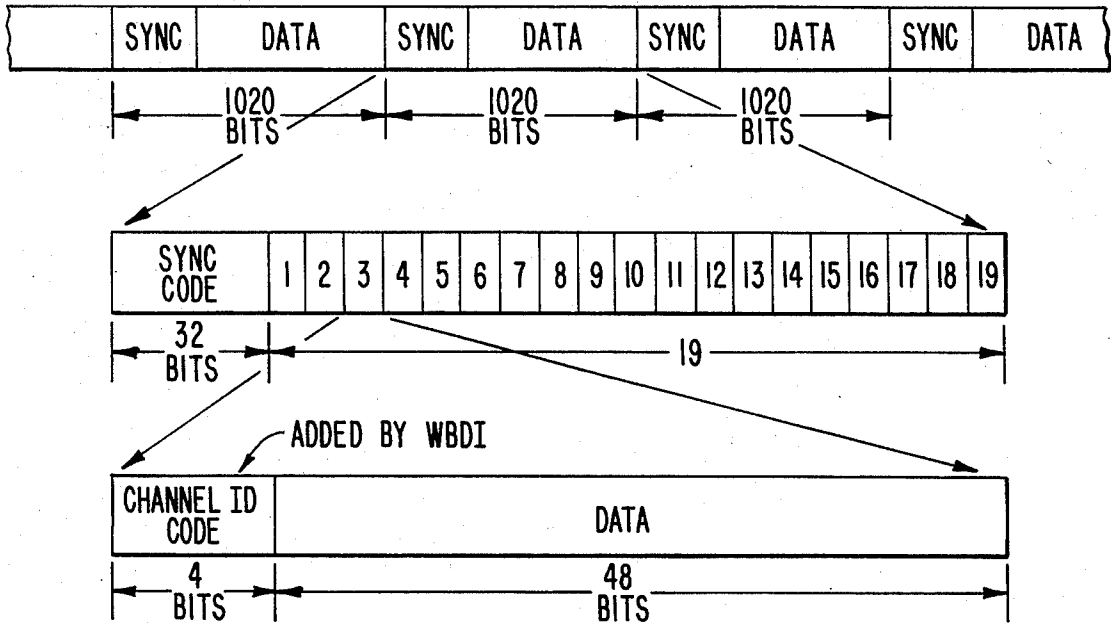 SYNC DATA SYNC DATA SYNC DATA SYNC DATA
1020 BITS 1020 BITS 1020 BITS
SYNC CODE 1 2 3 4 5 6 7 8 9 10 11 12 13 14 15 16 17 18 19
32 BITS 19
ADDED BY WBDI
CHANNEL ID CODE DATA
4 BITS 48 BITS